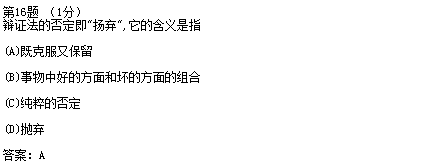 第16题 （1分）
辩证法的否定即“扬弃”,它的含义是指
(A)既克服又保留
(B)事物中好的方面和坏的方面的组合
(C)纯粹的否定
(D)抛弃
答案: A